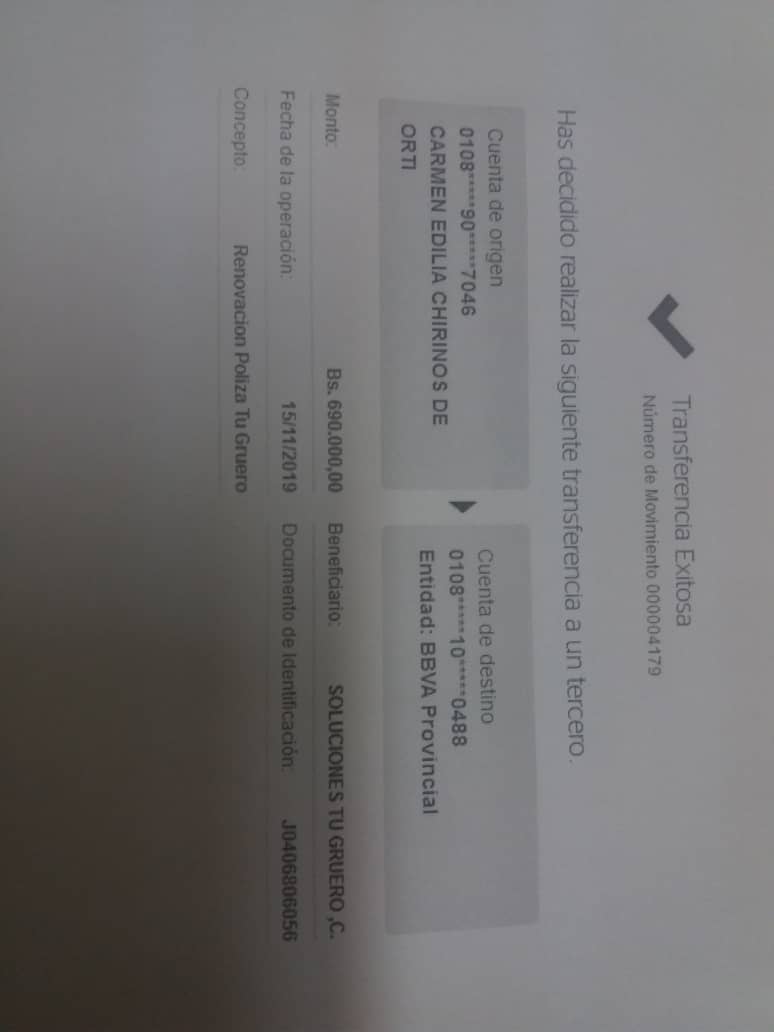 Transferencia Exitosa
Número de Movimiento 000004179
Has decidido realizar la siguiente transferencia a un tercero.
Cuenta de origen
0108*****90*****7046
CARMEN EDILIA CHIRINOS DE
ORTI
Cuenta de destino
0108*****10*****0488
Entidad: BBVA Provincial
Monto: Bs. 690.000,00
Beneficiario: SOLUCIONES TU GRUERO ,C.
Fecha de la operación: 15/11/2019
Documento de Identificación: J0406806056
Concepto: Renovacion Poliza Tu Gruero